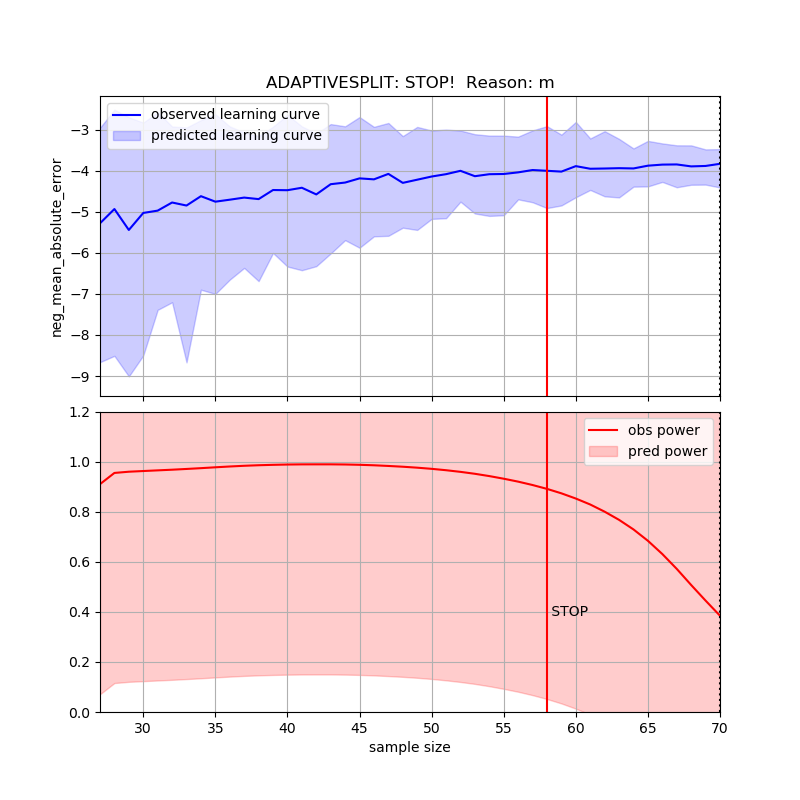 ADAPTIVESPLIT: STOP!  Reason: m
observed learning curve
predicted learning curve
neg_mean_absolute_error
−3
−4
−5
−6
−7
−8
−9
obs power
pred power
STOP
1.2
1.0
0.8
0.6
0.4
0.2
0.0
30 35 40 45 50 55 60 65 70
sample size